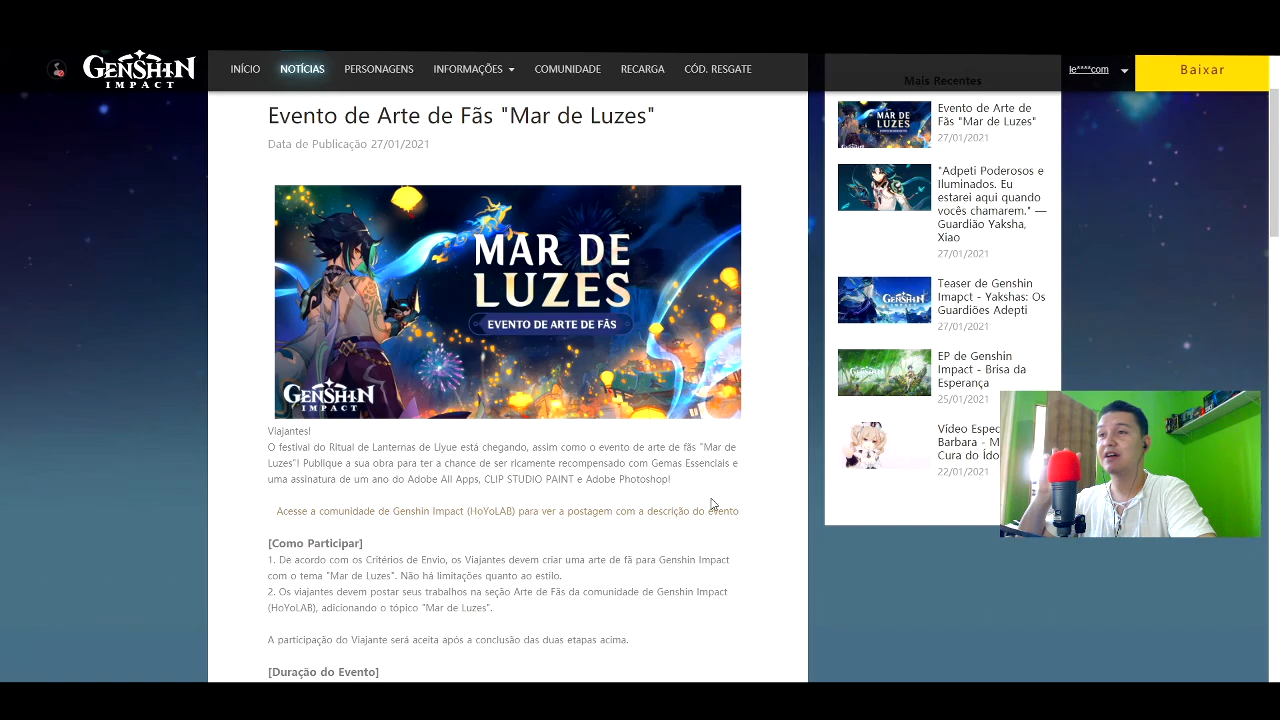 GENSHIN
IMPACT
INÍCIO
NOTÍCIAS
PERSONAGENS
INFORMAÇÕES
COMUNIDADE
RECARGA
CÓD. RESGATE
le****com
Baixar
Evento de Arte de Fãs "Mar de Luzes"
Data de Publicação 27/01/2021
MAR DE
LUZES
EVENTO DE ARTE DE FÃS
GENSHIN
IMPACT
Viajantes!
O festival do Ritual de Lanterna de Liyue está chegando, assim como o evento de arte de fãs "Mar de
Luzes"! Publique a sua obra para ter a chance de ser ricamente recompensado com Gemas Essenciais e
uma assinatura de um ano do Adobe All Apps, CLIP STUDIO PAINT e Adobe Photoshop!
Acesse a comunidade de Genshin Impact (HoYoLAB) para ver a postagem com a descrição do evento
[Como Participar]
1. De acordo com os Critérios de Envio, os Viajantes devem criar uma arte de fã para Genshin Impact
com o tema "Mar de Luzes". Não há limitações quanto ao estilo.
2. Os viajantes devem postar seus trabalhos na seção Arte de Fãs da comunidade de Genshin Impact
(HoYoLAB), adicionando o tópico "Mar de Luzes".
A participação do Viajante será aceita após a conclusão das duas etapas acima.
[Duração do Evento]
Mais Recentes
MAR DE
LUZES
Evento de Arte de
Fãs "Mar de Luzes"
27/01/2021
"Adpeti Poderosos e
Iluminados. Eu
estarei aqui quando
vocês chamarem." —
Guardião Yaksha,
Xiao
27/01/2021
GENSHIN
Teaser de Genshin
Imapct - Yakshas: Os
Guardiões Adepti
27/01/2021
GENSHIN
EP de Genshin
Impact - Brisa da
Esperança
25/01/2021
Vídeo Espec
Barbara - M
Cura do Ído
22/01/2021